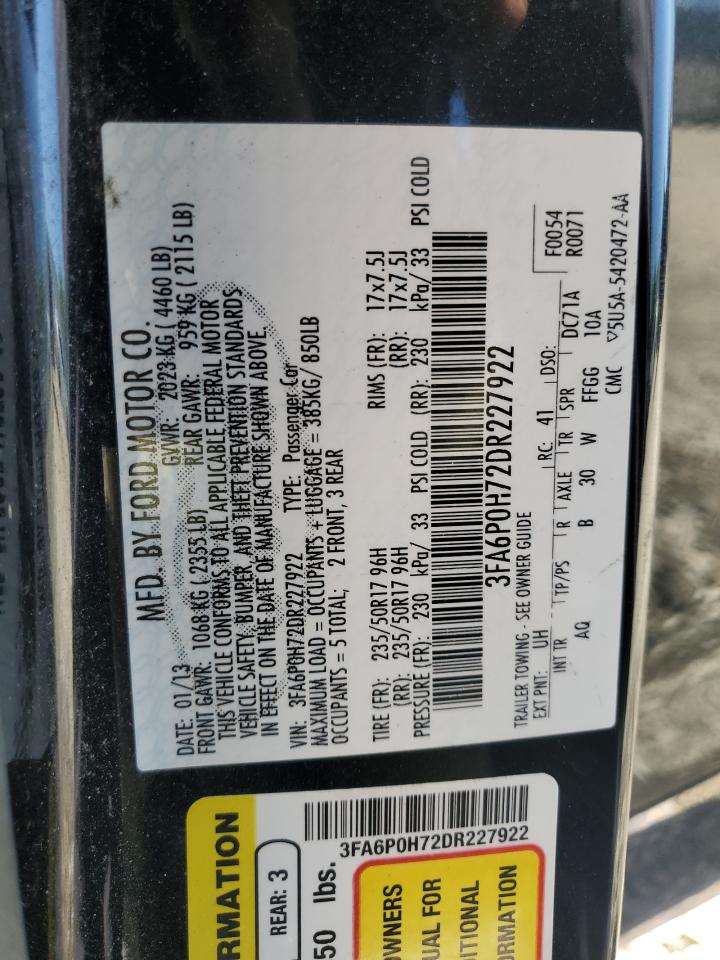 MFD. BY FORD MOTOR CO.
DATE: 01/13 GVWR: 2023 KG ( 4460 LB)
FRONT GAWR: 1068 KG ( 2355 LB) REAR GAWR: 959 KG ( 2115 LB)
THIS VEHICLE CONFORMS TO ALL APPLICABLE FEDERAL MOTOR
VEHICLE SAFETY, BUMPER, AND THEFT PREVENTION STANDARDS
IN EFFECT ON THE DATE OF MANUFACTURE SHOWN ABOVE.
VIN: 3FA6P0H72DR227922 TYPE: Passenger Car
MAXIMUM LOAD = OCCUPANTS + LUGGAGE = 385KG/ 850LB
OCCUPANTS = 5 TOTAL; 2 FRONT, 3 REAR
TIRE (FR): 235/50R17 96H RIMS (FR): 17x7.5J
(RR): 235/50R17 96H (RR): 17x7.5J
PRESSURE (FR): 230 kPa/ 33 PSI COLD (RR): 230 kPa/ 33 PSI COLD
3FA6P0H72DR227922
TRAILER TOWING - SEE OWNER GUIDE
EXT PNT: UH RC: 41 DSO: F0054
R0071
INT TR TP/PS R AXLE TR SPR DC71A
AQ B 30 W FFGG 10A
CMC ▽5U5A-5420472-AA
RMATION
REAR: 3
50 lbs.
3FA6P0H72DR227922
OWNERS
UAL FOR
DITIONAL
ORMATION